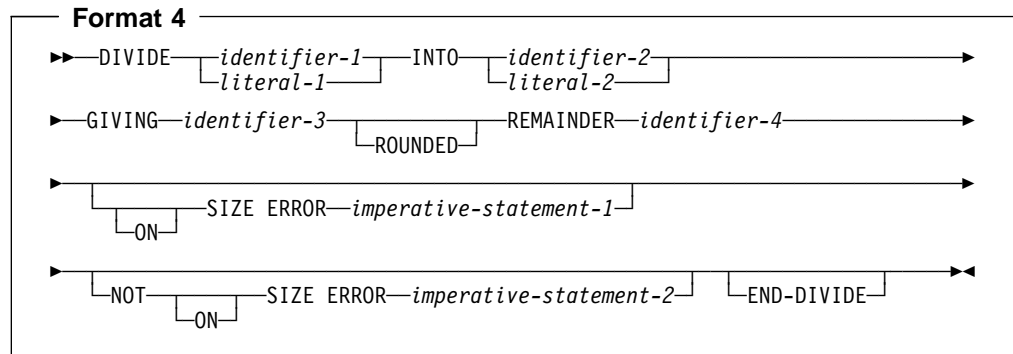 Format 4
DIVIDE identifier-1 INTO identifier-2
literal-1 literal-2
GIVING identifier-3 REMAINDER identifier-4
ROUNDED
SIZE ERROR imperative-statement-1
ON
NOT SIZE ERROR imperative-statement-2 END-DIVIDE
ON